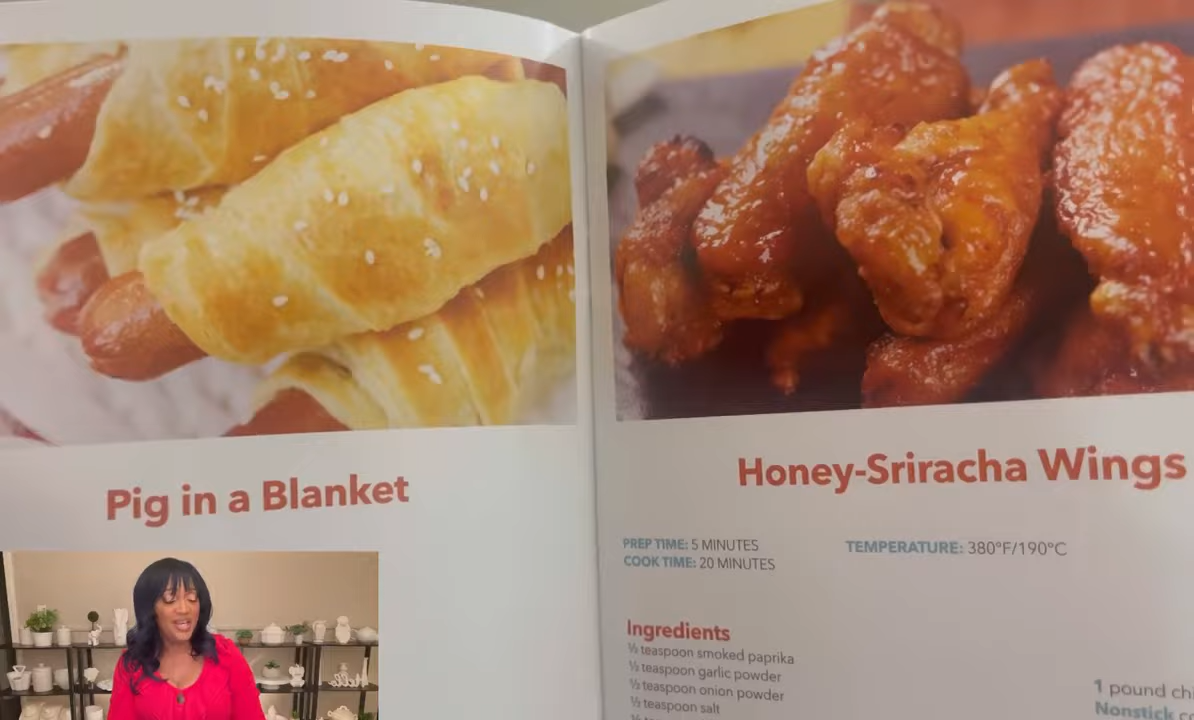 Pig in a Blanket
Honey-Sriracha Wings
PREP TIME: 5 MINUTES
COOK TIME: 20 MINUTES
TEMPERATURE: 380°F/190°C
Ingredients
½ teaspoon smoked paprika
½ teaspoon garlic powder
½ teaspoon onion powder
½ teaspoon salt
1 pound
Nonstick